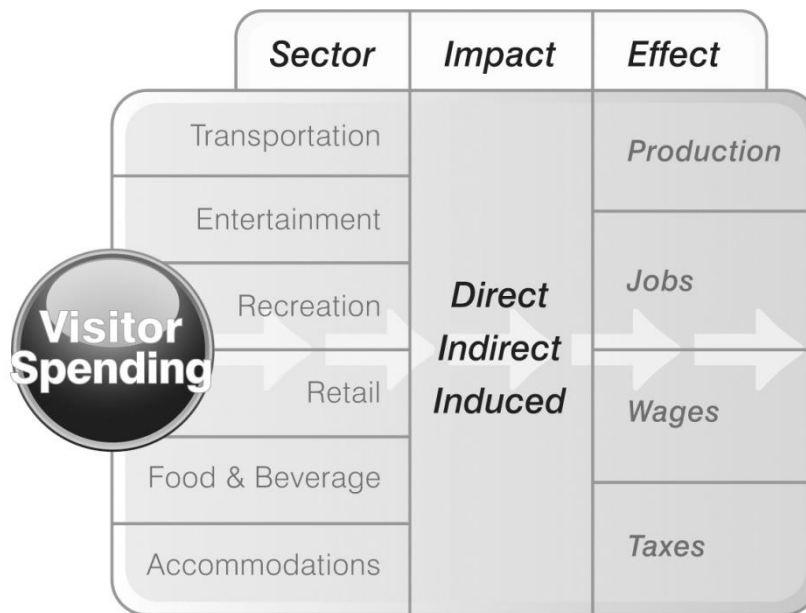 Sector
Impact
Effect
Transportation
Entertainment
Recreation
Retail
Food & Beverage
Accommodations
Visitor
Spending
Direct
Indirect
Induced
Production
Jobs
Wages
Taxes